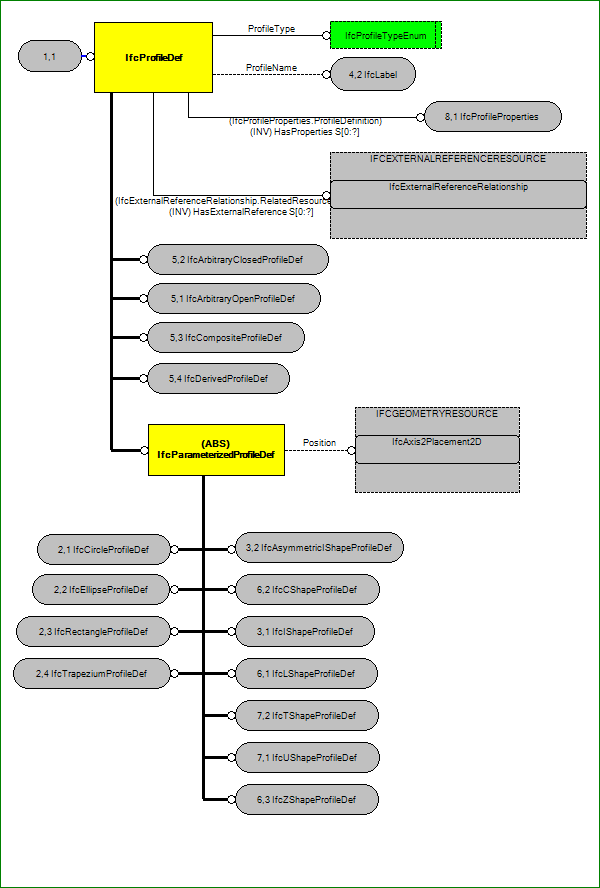 ProfileType
IfcProfileTypeEnum
1,1
IfcProfileDef
ProfileName
4,2 IfcLabel
8,1 IfcProfileProperties
(IfcProfileProperties.ProfileDefinition)
(INV) HasProperties S[0:?]
IFCEXTERNALREFERENCERESOURCE
IfcExternalReferenceRelationship
(IfcExternalReferenceRelationship.RelatedResource
(INV) HasExternalReference S[0:?]
5,2 IfcArbitraryClosedProfileDef
5,1 IfcArbitraryOpenProfileDef
5,3 IfcCompositeProfileDef
5,4 IfcDerivedProfileDef
IFCGEOMETRYRESOURCE
(ABS)
IfcParameterizedProfileDef
Position
IfcAxis2Placement2D
2,1 IfcCircleProfileDef
3,2 IfcAsymmetricIShapeProfileDef
2,2 IfcEllipseProfileDef
6,2 IfcCShapeProfileDef
2,3 IfcRectangleProfileDef
3,1 IfcIShapeProfileDef
2,4 IfcTrapeziumProfileDef
6,1 IfcLShapeProfileDef
7,2 IfcTShapeProfileDef
7,1 IfcUShapeProfileDef
6,3 IfcZShapeProfileDef